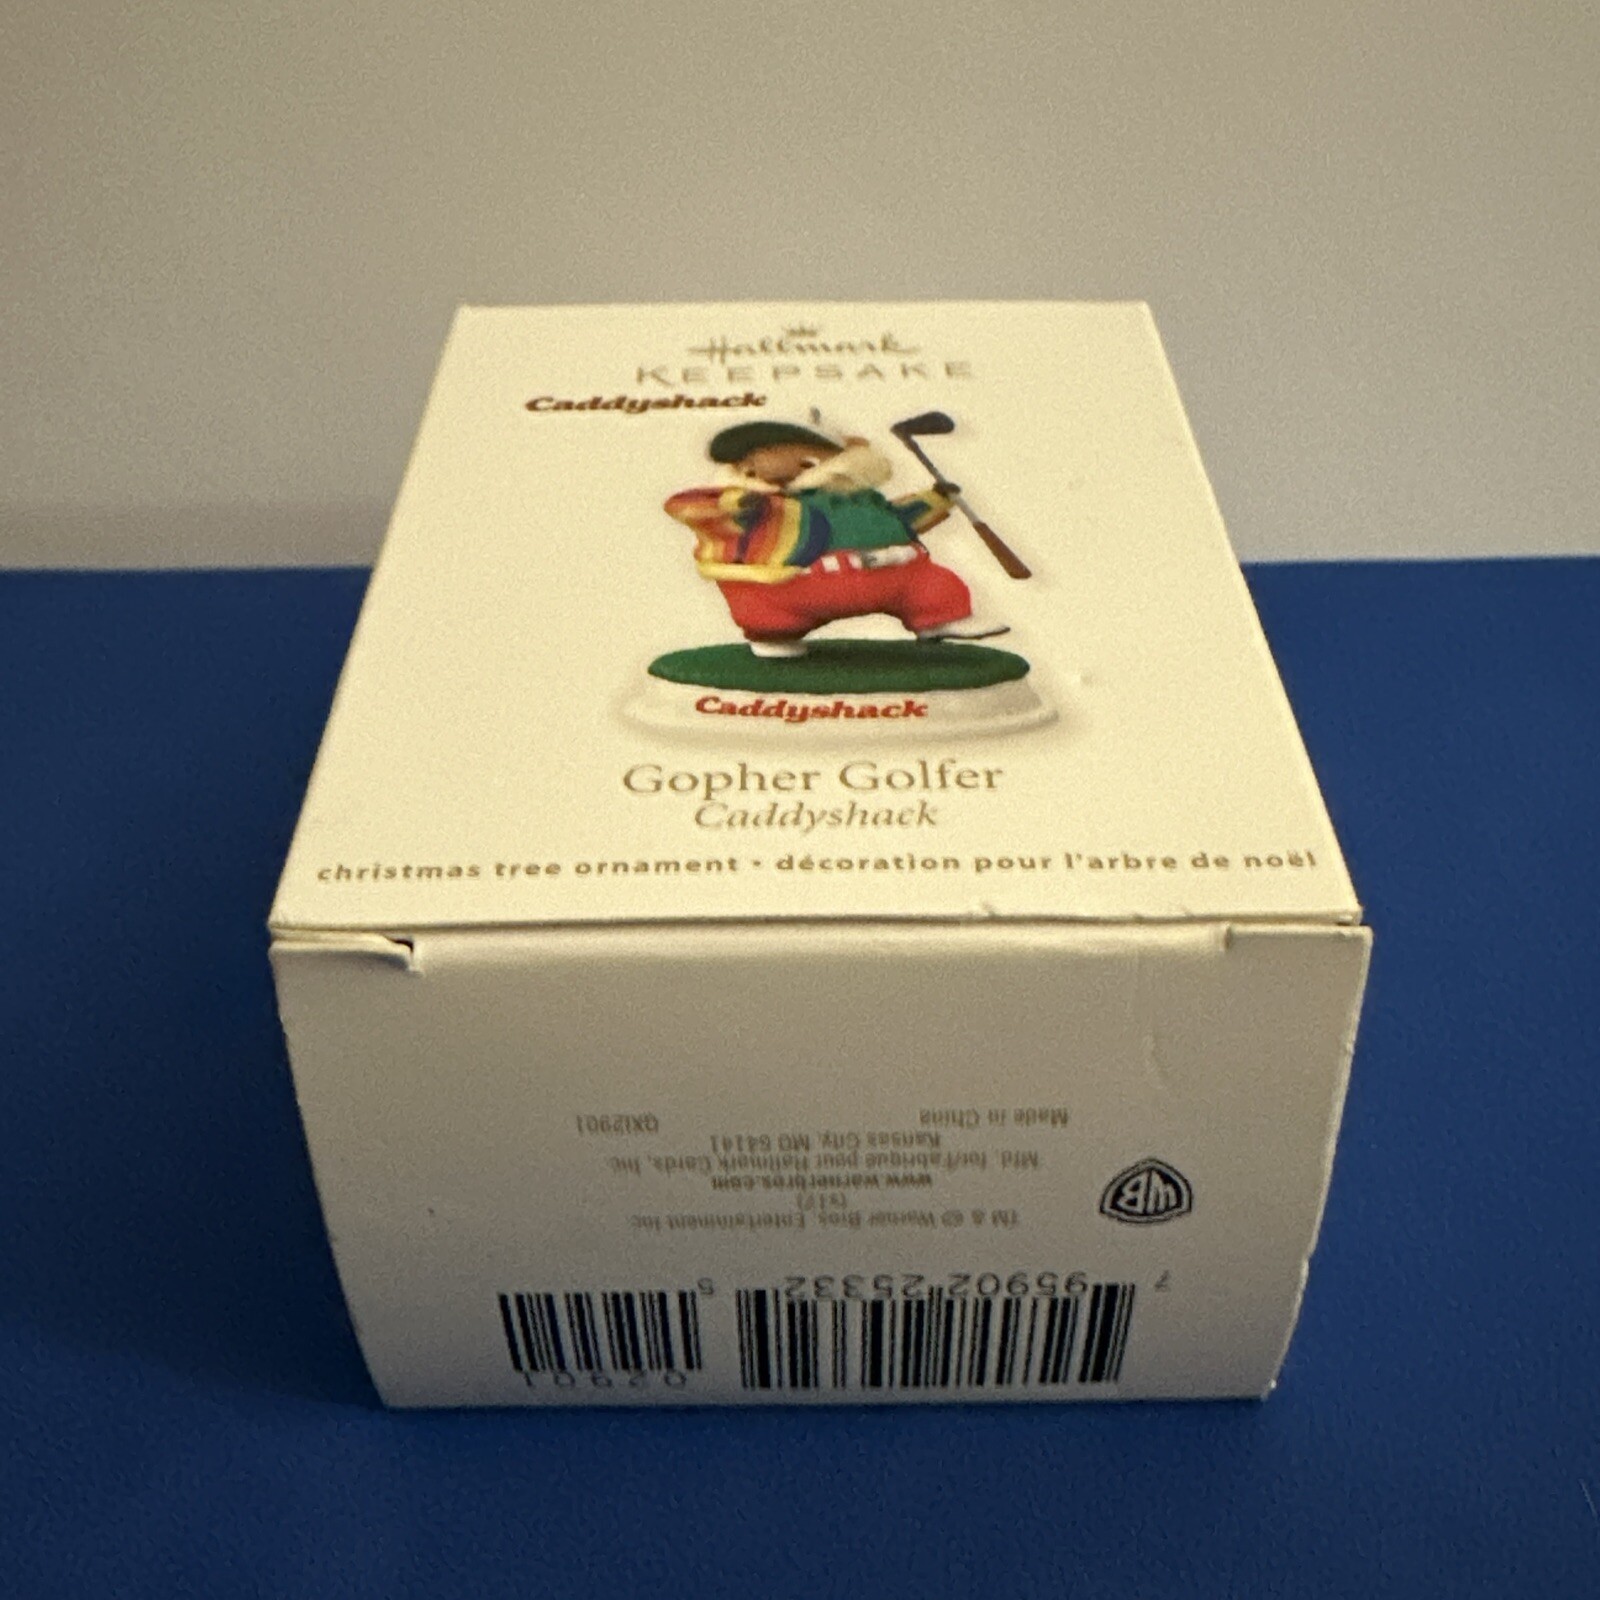 Hallmark
KEEPSAKE
Caddyshack
Caddyshack
Gopher Golfer
Caddyshack
christmas tree ornament • décoration pour l'arbre de noël
7 95902 25332 5
02901
TM & © Warner Bros. Entertainment Inc.
(s12)
www.warnerbros.com
Mfd. for/Fabriqué pour Hallmark Cards, Inc.
Kansas City, MO 64141
Made in China QXI2901
WB